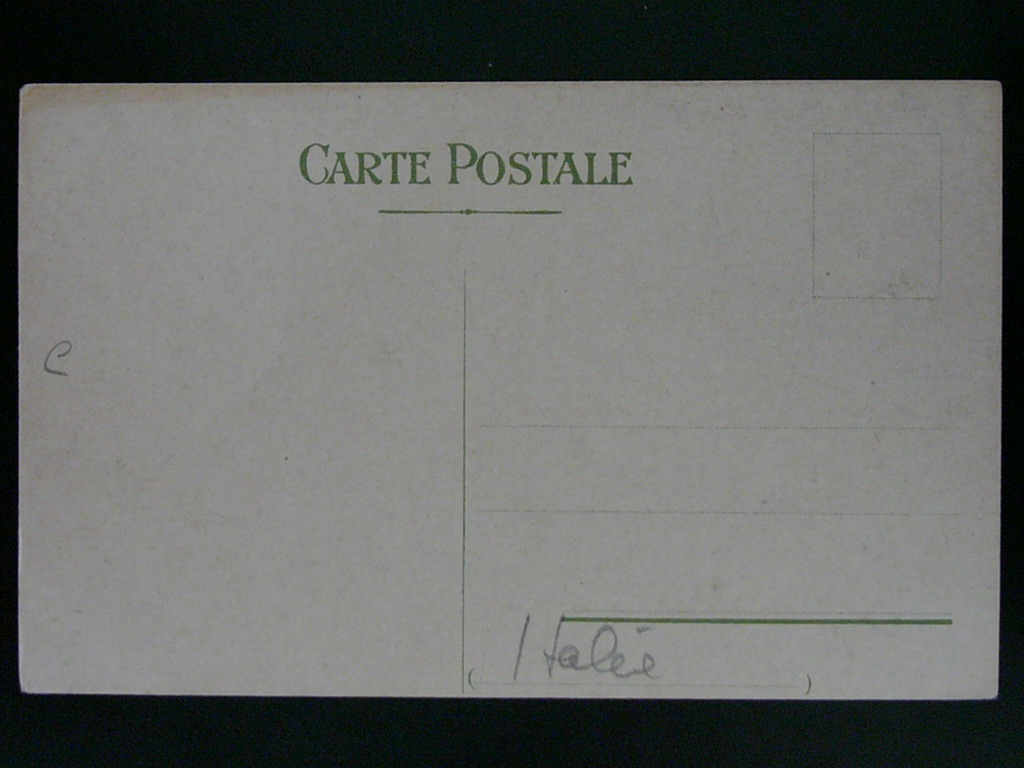 CARTE POSTALE
C
Italie
( )